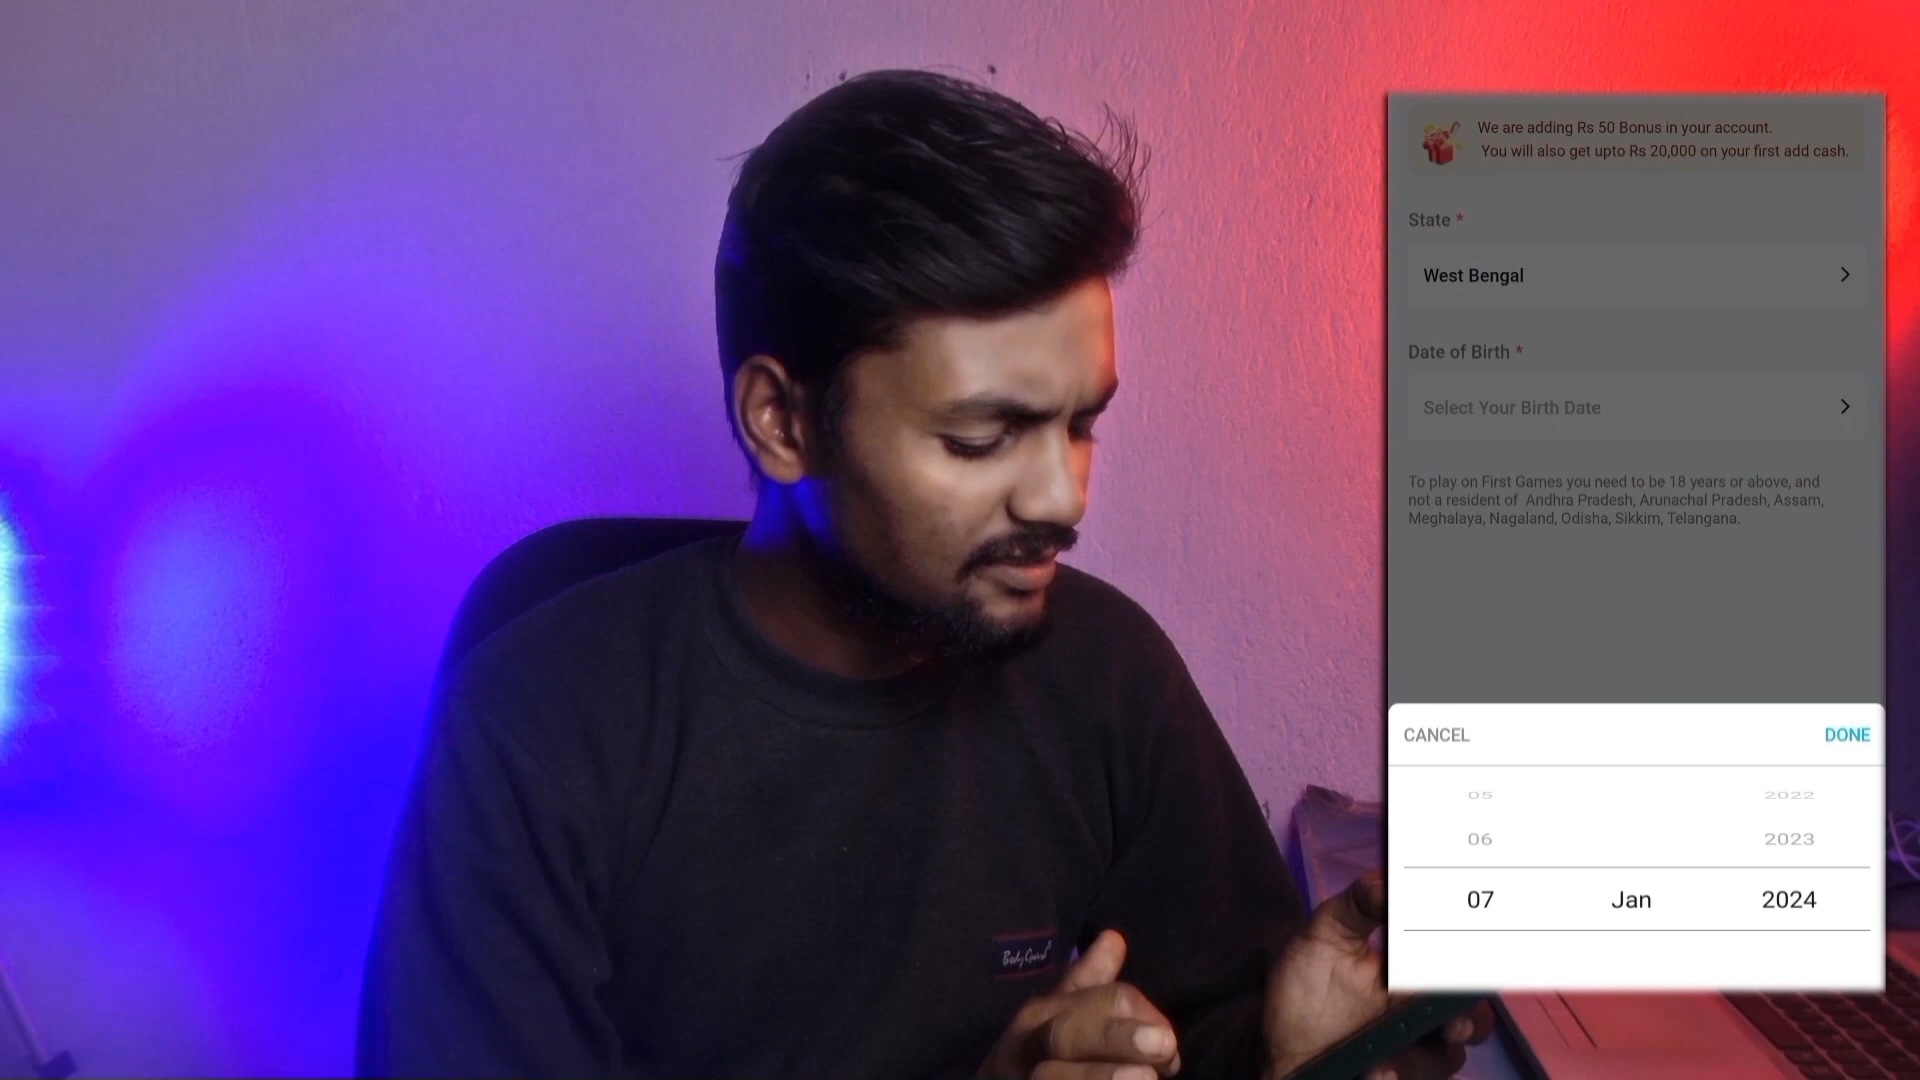 We are adding Rs 50 Bonus in your account.
You will also get upto Rs 20,000 on your first add cash.
State *
West Bengal
Date of Birth *
Select Your Birth Date
To play on First Games you need to be 18 years or above, and
not a resident of Andhra Pradesh, Arunachal Pradesh, Assam,
Meghalaya, Nagaland, Odisha, Sikkim, Telangana.
CANCEL DONE
05 2022
06 2023
07 Jan 2024
BodyGuard